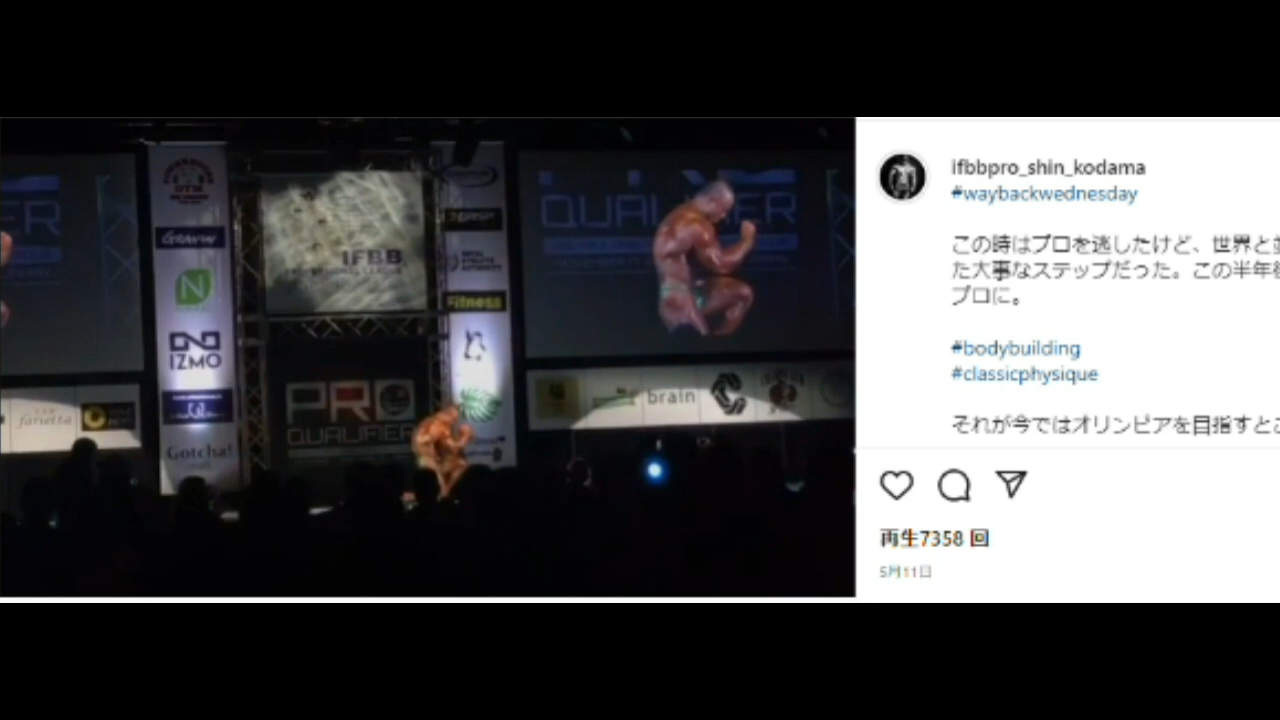 QUALIFIER
IFBB
GRAVW
N
IZMO
Fitness
PRO
QUALIFIER
farietta
brain
Gotcha!
ifbbpro_shin_kodama
#waybackwednesday
この時はプロを逃したけど、世界と
た大事なステップだった。この半年後
プロに。
#bodybuilding
#classicphysique
それが今ではオリンピアを目指すと
再生7358 回
5月11日